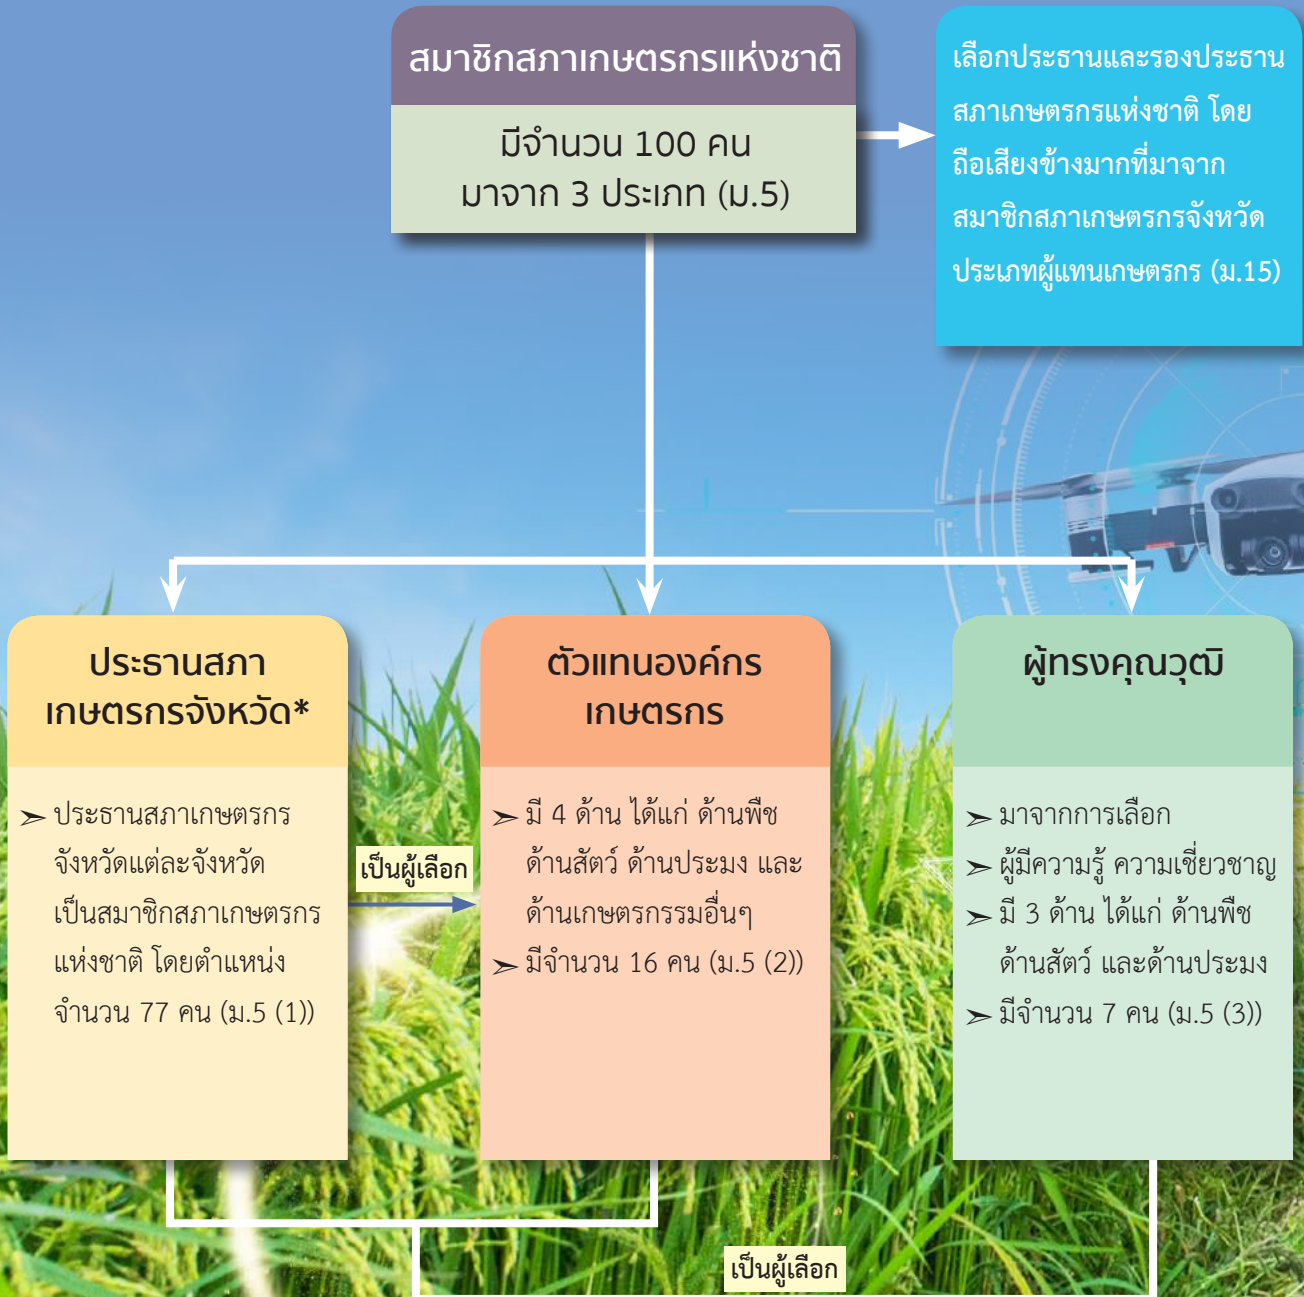 สมาชิกสภาเกษตรกรแห่งชาติ
มีจำนวน 100 คน
มาจาก 3 ประเภท (ม.5)
เลือกประธานและรองประธาน
สภาเกษตรกรแห่งชาติ โดย
ถือเสียงข้างมากที่มาจาก
สมาชิกสภาเกษตรกรจังหวัด
ประเภทผู้แทนเกษตรกร (ม.15)
ประธานสภา
เกษตรกรจังหวัด*
➢ ประธานสภาเกษตรกร
จังหวัดแต่ละจังหวัด
เป็นสมาชิกสภาเกษตรกร
แห่งชาติ โดยตำแหน่ง
จำนวน 77 คน (ม.5 (1))
เป็นผู้เลือก
ตัวแทนองค์กร
เกษตรกร
➢ มี 4 ด้าน ได้แก่ ด้านพืช
ด้านสัตว์ ด้านประมง และ
ด้านเกษตรกรรมอื่นๆ
➢ มีจำนวน 16 คน (ม.5 (2))
ผู้ทรงคุณวุฒิ
➢ มาจากการเลือก
➢ ผู้มีความรู้ ความเชี่ยวชาญ
➢ มี 3 ด้าน ได้แก่ ด้านพืช
ด้านสัตว์ และด้านประมง
➢ มีจำนวน 7 คน (ม.5 (3))
เป็นผู้เลือก